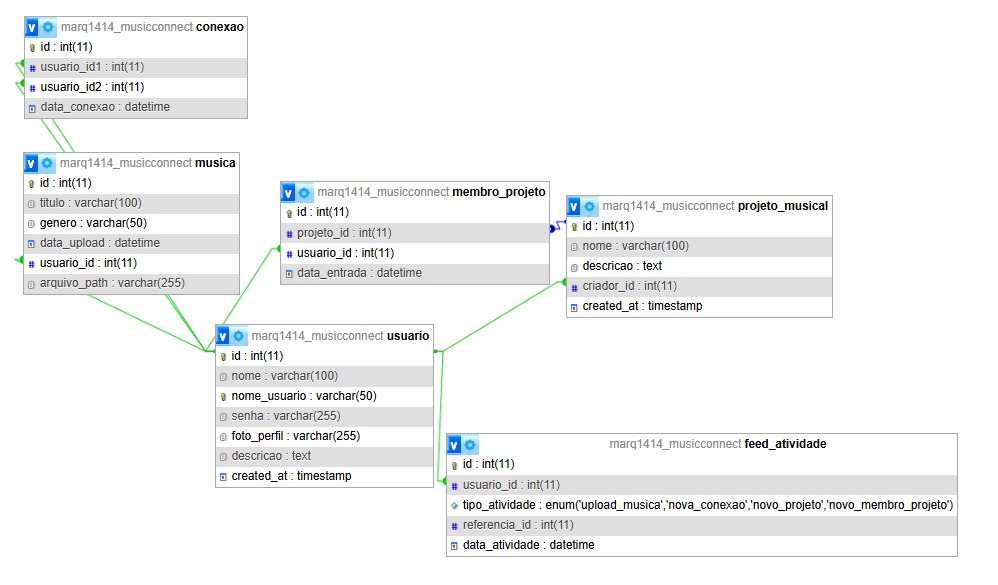 v marq1414_musicconnect conexao
id : int(11)
# usuario_id1 : int(11)
# usuario_id2 : int(11)
data_conexao : datetime
v marq1414_musicconnect musica
id : int(11)
titulo : varchar(100)
genero : varchar(50)
data_upload : datetime
# usuario_id : int(11)
arquivo_path : varchar(255)
v marq1414_musicconnect membro_projeto
id : int(11)
# projeto_id : int(11)
# usuario_id : int(11)
data_entrada : datetime
v marq1414_musicconnect projeto_musical
id : int(11)
nome : varchar(100)
descricao : text
# criador_id : int(11)
created_at : timestamp
v marq1414_musicconnect usuario
id : int(11)
nome : varchar(100)
nome_usuario : varchar(50)
senha : varchar(255)
foto_perfil : varchar(255)
descricao : text
created_at : timestamp
v marq1414_musicconnect feed_atividade
id : int(11)
# usuario_id : int(11)
tipo_atividade : enum('upload_musica','nova_conexao','novo_projeto','novo_membro_projeto')
# referencia_id : int(11)
data_atividade : datetime